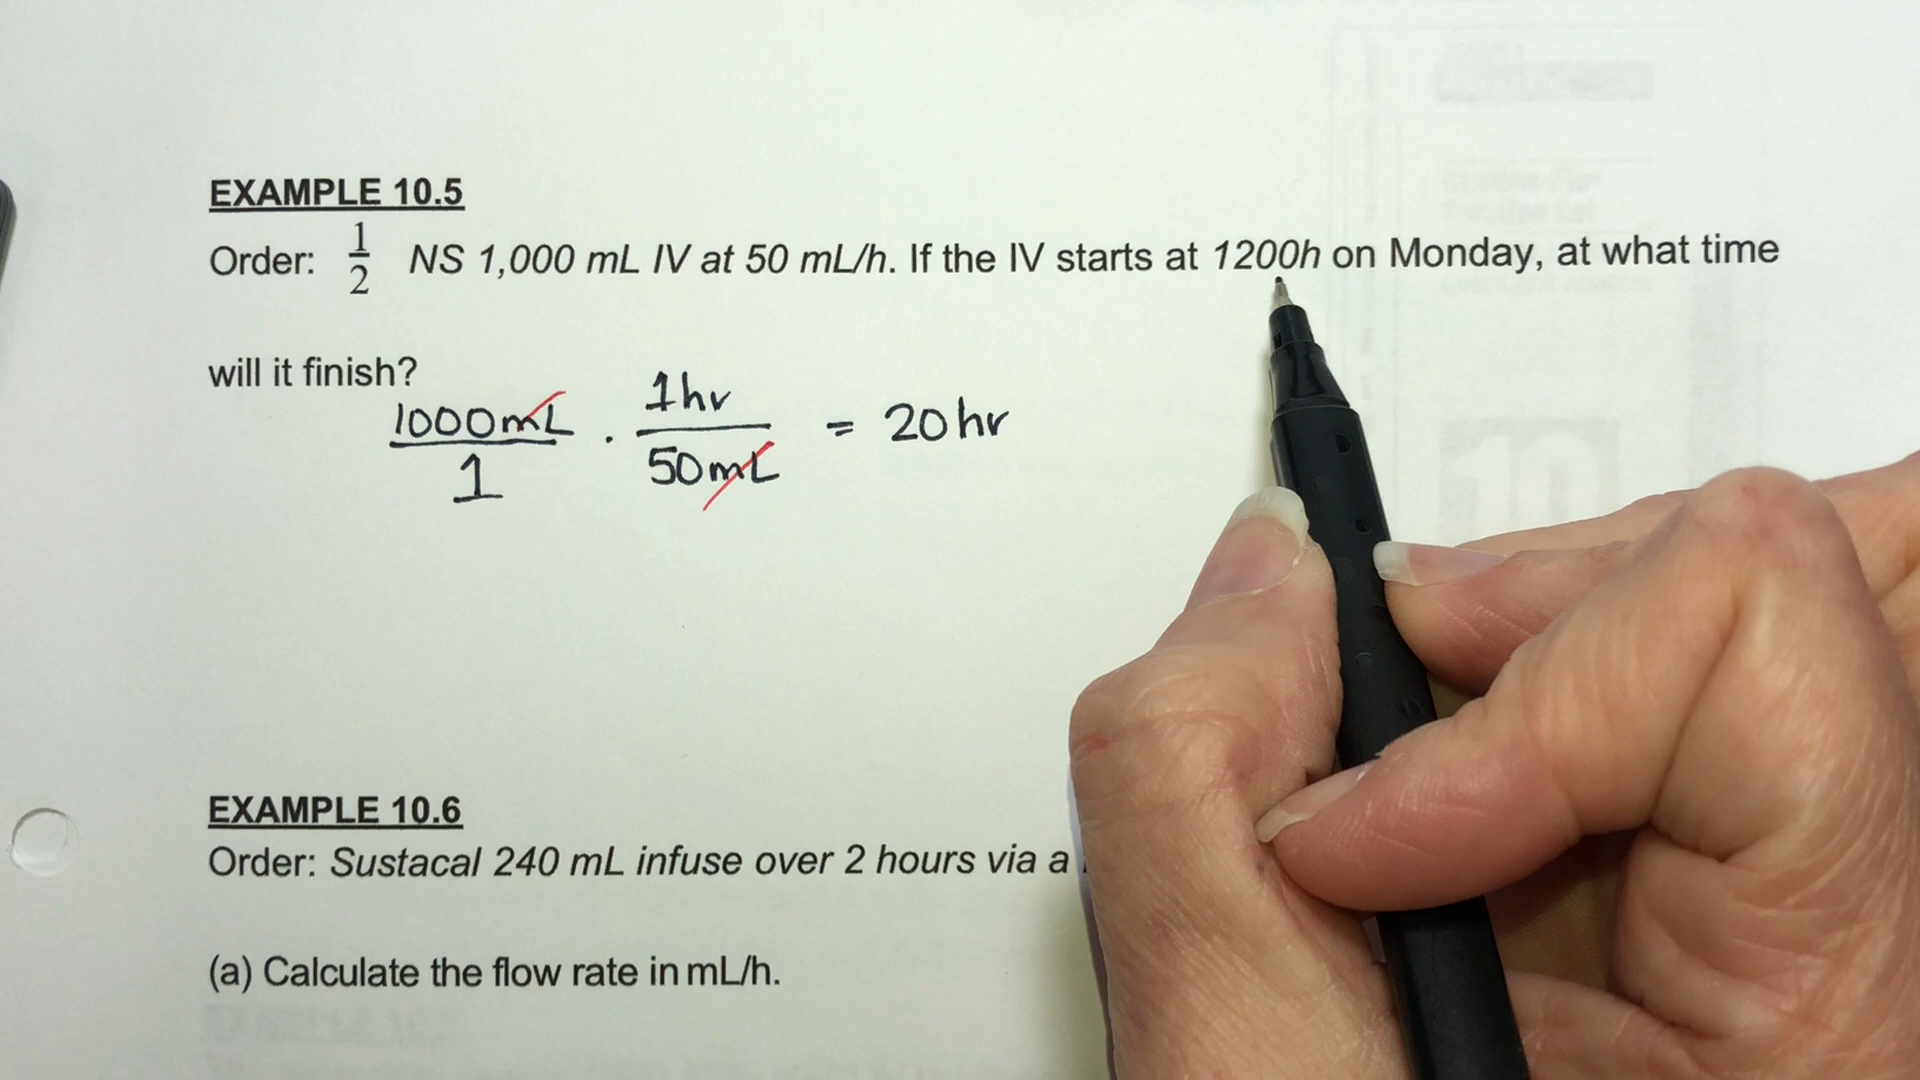 EXAMPLE 10.5
Order: 1/2 NS 1,000 mL IV at 50 mL/h. If the IV starts at 1200h on Monday, at what time
will it finish?
1000mL/1 · 1hr/50mL = 20hr
EXAMPLE 10.6
Order: Sustacal 240 mL infuse over 2 hours via a
(a) Calculate the flow rate in mL/h.